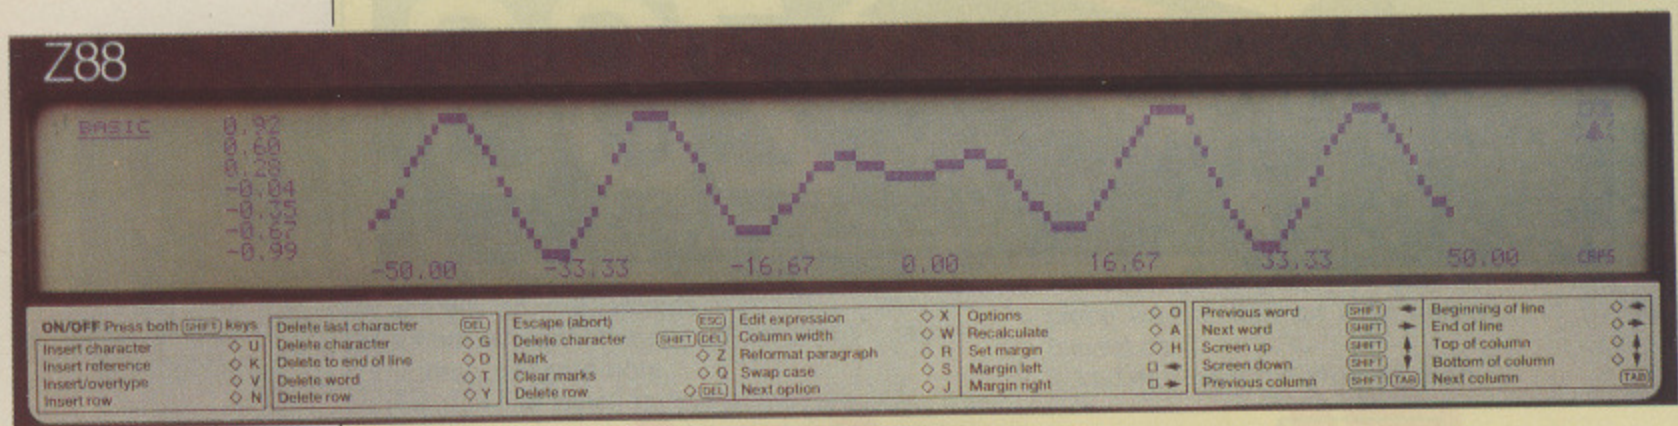 Z88
BASIC
0.92
0.60
0.28
-0.04
-0.35
-0.67
-0.99
-50.00 -33.33 -16.67 0.00 16.67 33.33 50.00
CAPS
ON/OFF Press both SHIFT keys
Insert character ◇ U
Insert reference ◇ K
Insert/overtype ◇ V
Insert row ◇ N
Delete last character DEL
Delete character ◇ G
Delete to end of line ◇ D
Delete word ◇ T
Delete row ◇ Y
Escape (abort) ESC
Delete character SHIFT DEL
Mark ◇ Z
Clear marks ◇ Q
Delete row ◇ DEL
Edit expression ◇ X
Column width ◇ W
Reformat paragraph ◇ R
Swap case ◇ S
Next option ◇ J
Options ◇ O
Recalculate ◇ A
Set margin ◇ H
Margin left □ ←
Margin right □ →
Previous word SHIFT ←
Next word SHIFT →
Screen up SHIFT ↑
Screen down SHIFT ↓
Previous column SHIFT TAB
Beginning of line ◇ ←
End of line ◇ →
Top of column ◇ ↑
Bottom of column ◇ ↓
Next column TAB